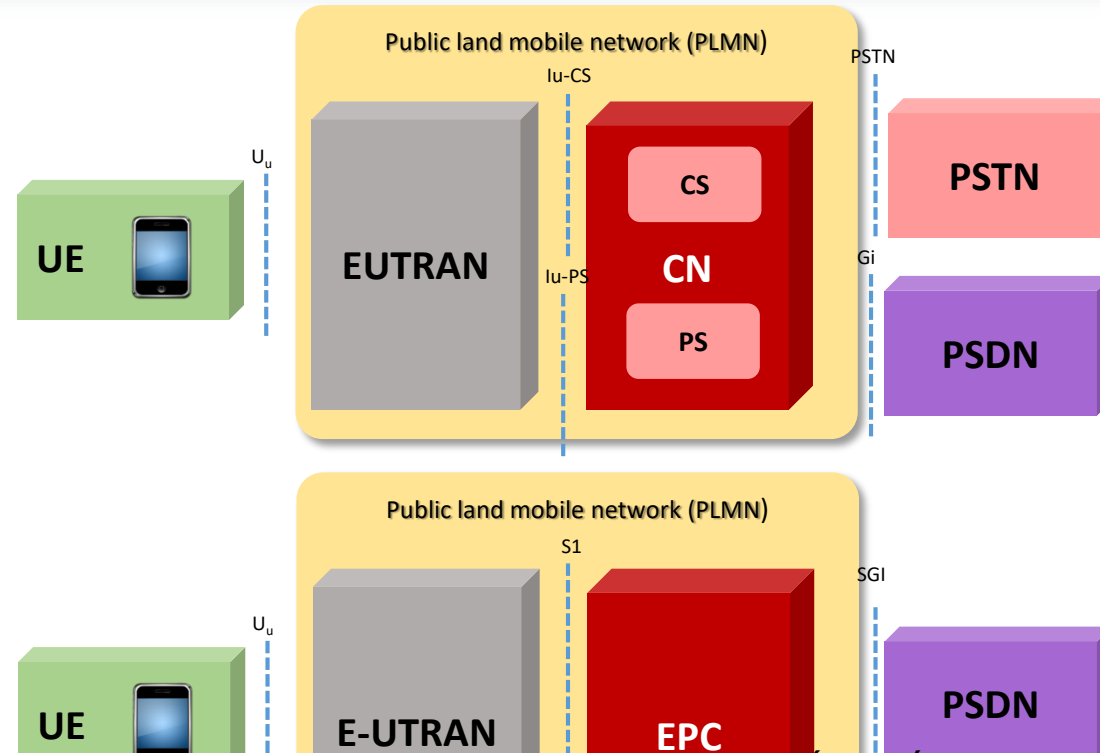 Public land mobile network (PLMN)
Iu-CS
PSTN
Uu
CS
PSTN
UE
EUTRAN
Iu-PS
CN
Gi
PS
PSDN
Public land mobile network (PLMN)
S1
SGI
Uu
PSDN
UE
E-UTRAN
EPC